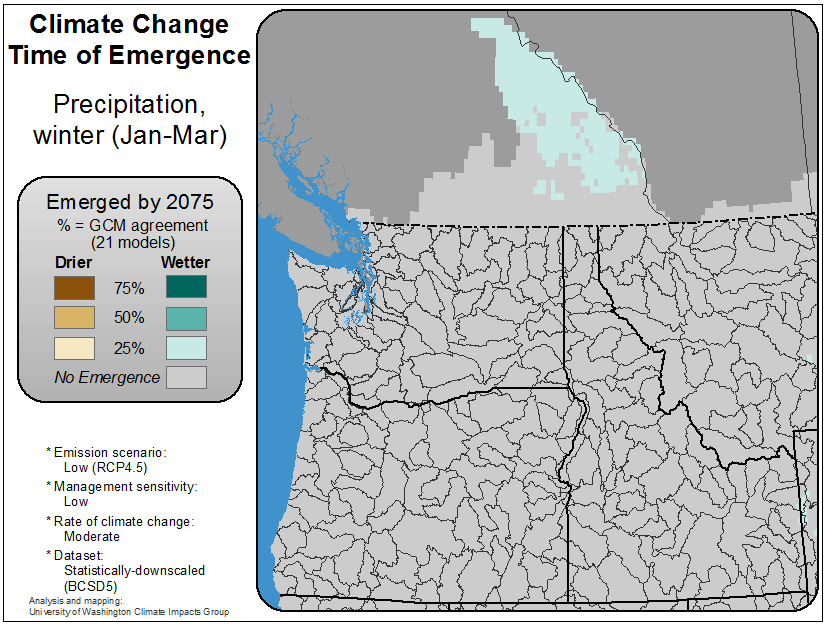 Climate Change
Time of Emergence
Precipitation,
winter (Jan-Mar)
Emerged by 2075
% = GCM agreement
(21 models)
Drier Wetter
75%
50%
25%
No Emergence
* Emission scenario:
Low (RCP4.5)
* Management sensitivity:
Low
* Rate of climate change:
Moderate
* Dataset:
Statistically-downscaled
(BCSD5)
Analysis and mapping:
University of Washington Climate Impacts Group